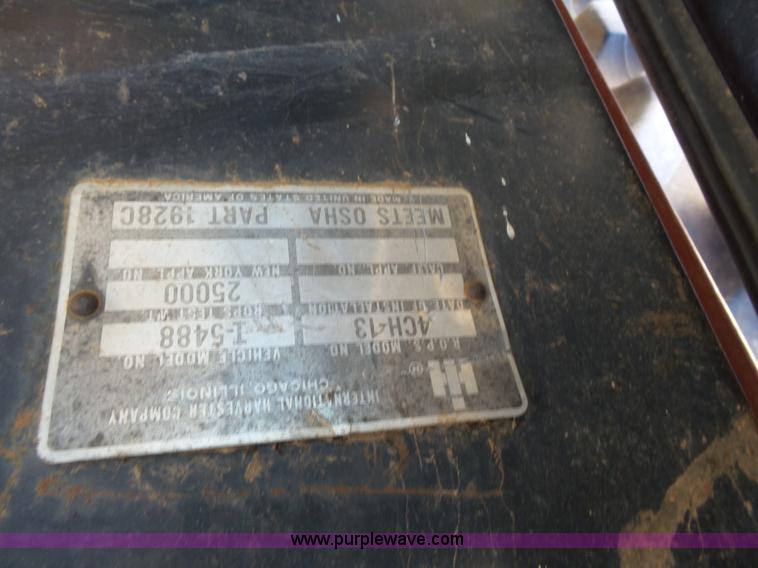 INTERNATIONAL HARVESTER COMPANY
CHICAGO, ILLINOIS
IH ®
R.O.P.S. MODEL NO. VEHICLE MODEL NO.
4CH-13 I-5488
DATE OF INSTALLATION ROPS TEST WT
25000
CALIF APPL NO. NEW YORK APPL NO.
MEETS OSHA PART 1928C
MADE IN UNITED STATES OF AMERICA
www.purplewave.com